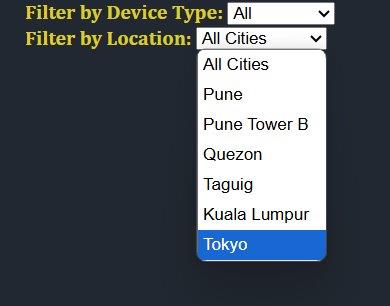 Filter by Device Type: All
Filter by Location: All Cities
All Cities
Pune
Pune Tower B
Quezon
Taguig
Kuala Lumpur
Tokyo